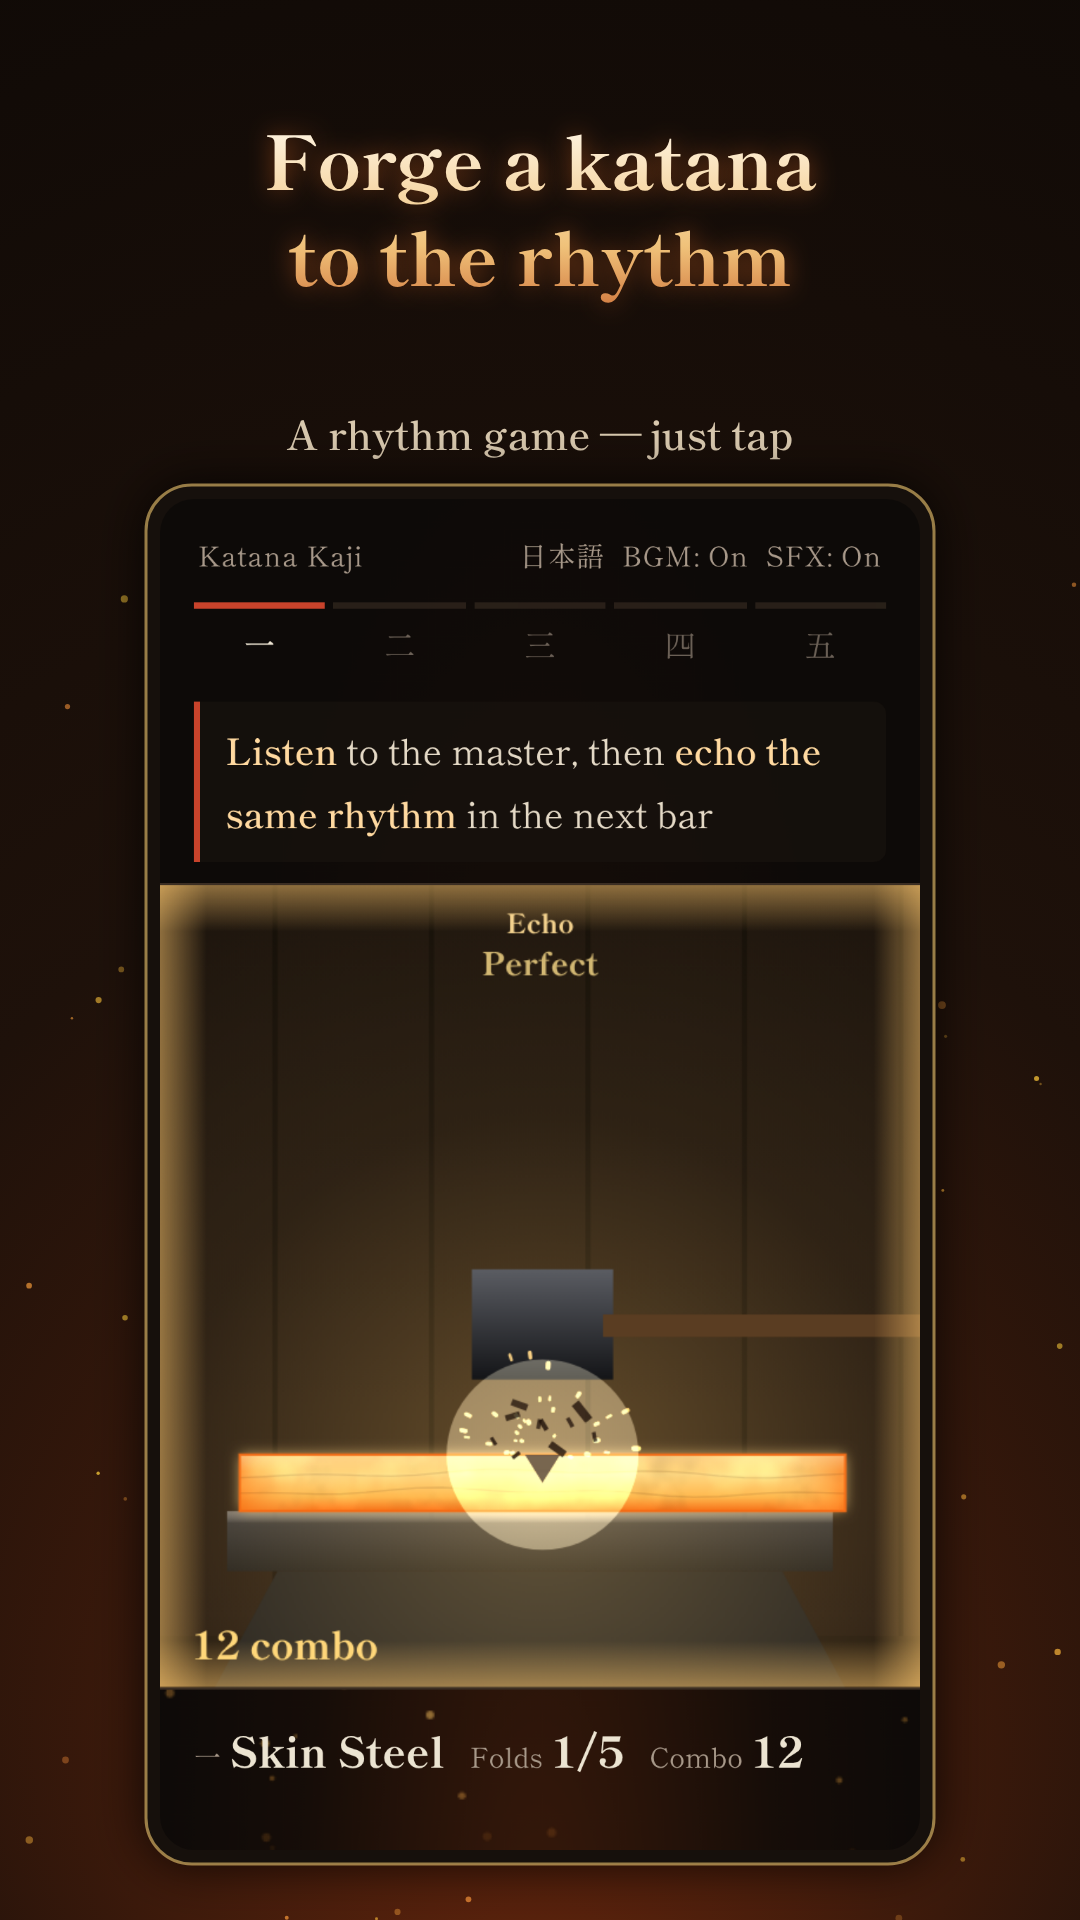 Forge a katana
to the rhythm
A rhythm game — just tap
Katana Kaji 日本語 BGM: On SFX: On
一 二 三 四 五
Listen to the master, then echo the
same rhythm in the next bar
Echo
Perfect
12 combo
一 Skin Steel Folds 1/5 Combo 12